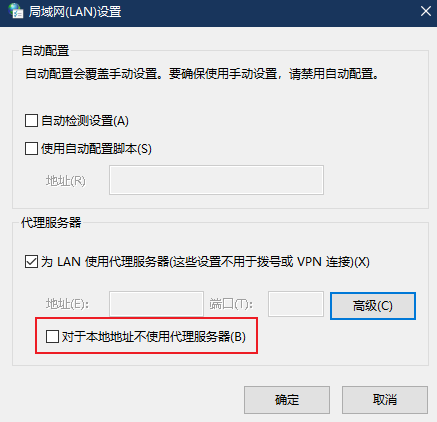 局域网(LAN)设置
自动配置
自动配置会覆盖手动设置。要确保使用手动设置，请禁用自动配置。
自动检测设置(A)
使用自动配置脚本(S)
地址(R)
代理服务器
为 LAN 使用代理服务器(这些设置不用于拨号或 VPN 连接)(X)
地址(E): 端口(T): 高级(C)
对于本地地址不使用代理服务器(B)
确定 取消